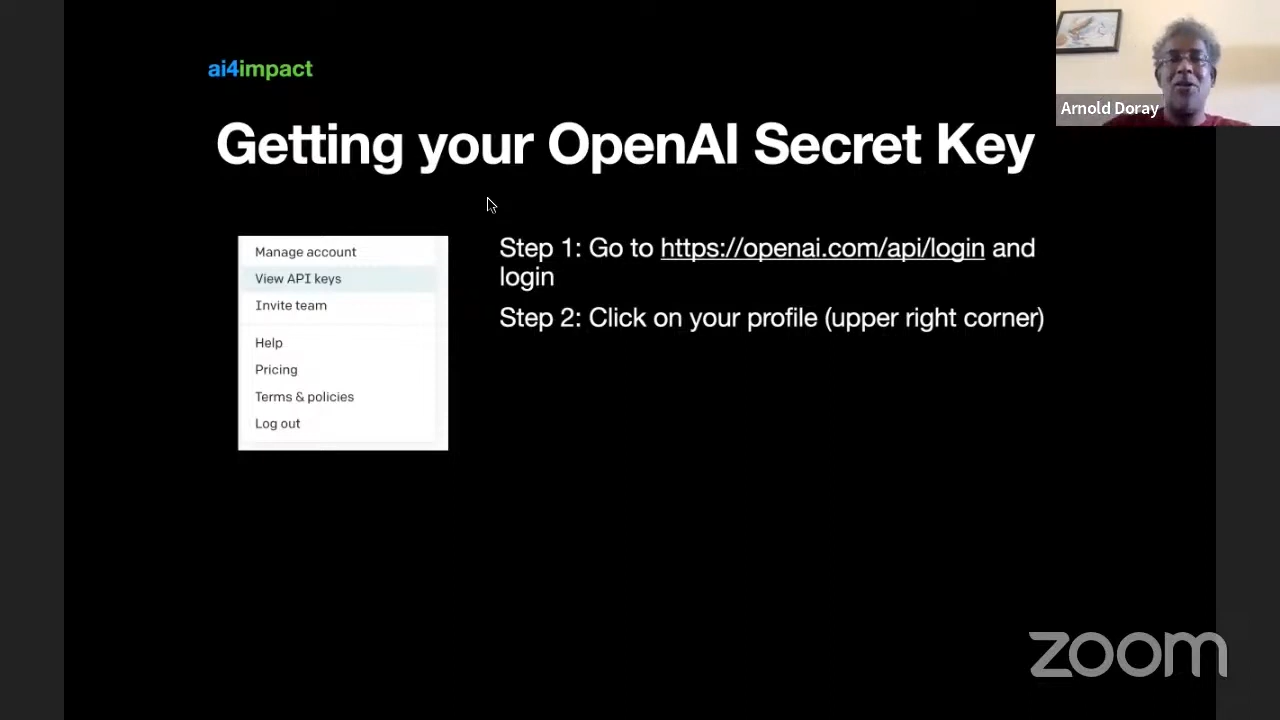 ai4impact
Arnold Doray
Getting your OpenAI Secret Key
Manage account
View API keys
Invite team
Help
Pricing
Terms & policies
Log out
Step 1: Go to https://openai.com/api/login and
login
Step 2: Click on your profile (upper right corner)
zoom